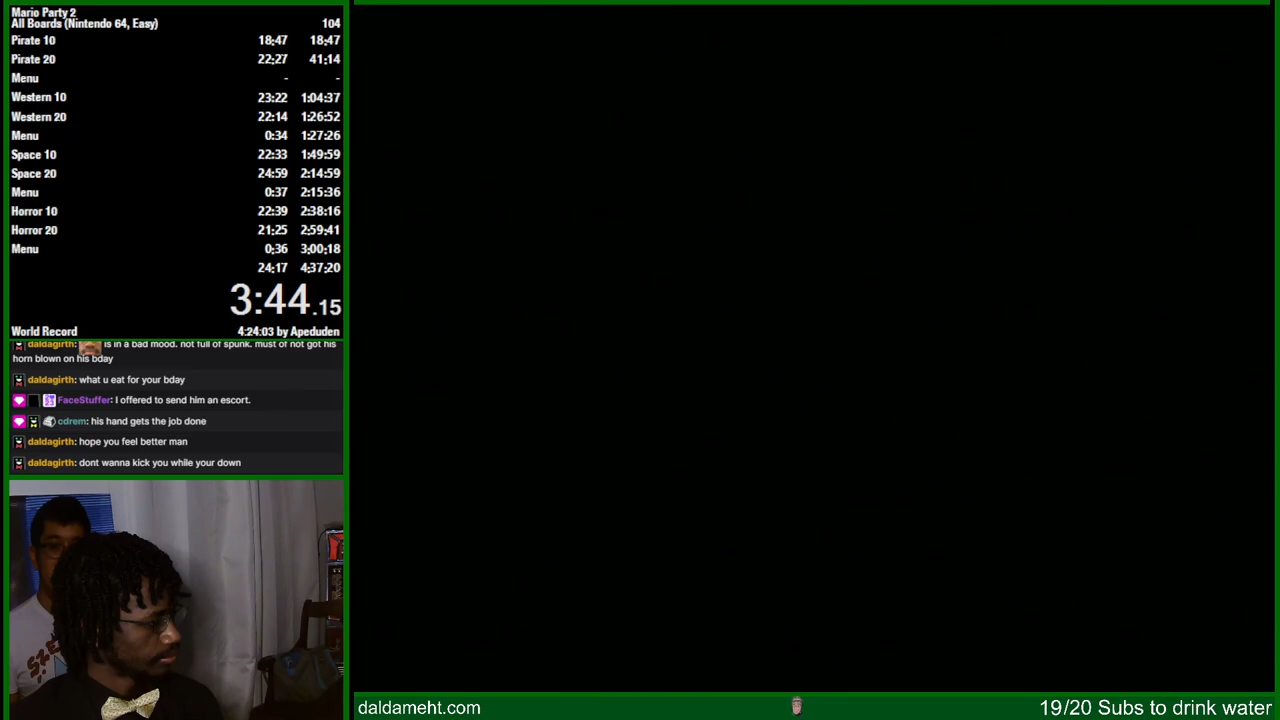 Mario Party 2
All Boards (Nintendo 64, Easy) 104
Pirate 10 18:47 18:47
Pirate 20 22:27 41:14
Menu - -
Western 10 23:22 1:04:37
Western 20 22:14 1:26:52
Menu 0:34 1:27:26
Space 10 22:33 1:49:59
Space 20 24:59 2:14:59
Menu 0:37 2:15:36
Horror 10 22:39 2:38:16
Horror 20 21:25 2:59:41
Menu 0:36 3:00:18
24:17 4:37:20
3:44.15
World Record 4:24:03 by Apeduden
daldagirth: is in a bad mood. not full of spunk. must of not got his
horn blown on his bday
daldagirth: what u eat for your bday
FaceStuffer: I offered to send him an escort.
cdrem: his hand gets the job done
daldagirth: hope you feel better man
daldagirth: dont wanna kick you while your down
daldameht.com
19/20 Subs to drink water